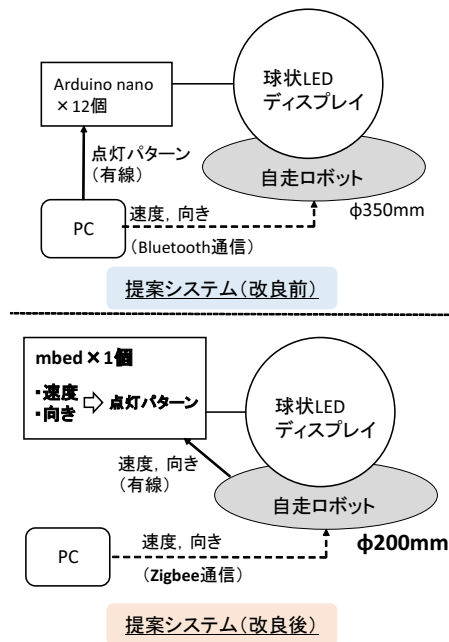 球状LED
ディスプレイ
Arduino nano
×12個
点灯パターン
(有線)
自走ロボット
φ350mm
PC
速度, 向き
(Bluetooth通信)
提案システム(改良前)
mbed×1個
・速度
・向き
⇨ 点灯パターン
球状LED
ディスプレイ
速度, 向き
(有線)
自走ロボット
φ200mm
PC
速度, 向き
(Zigbee通信)
提案システム(改良後)